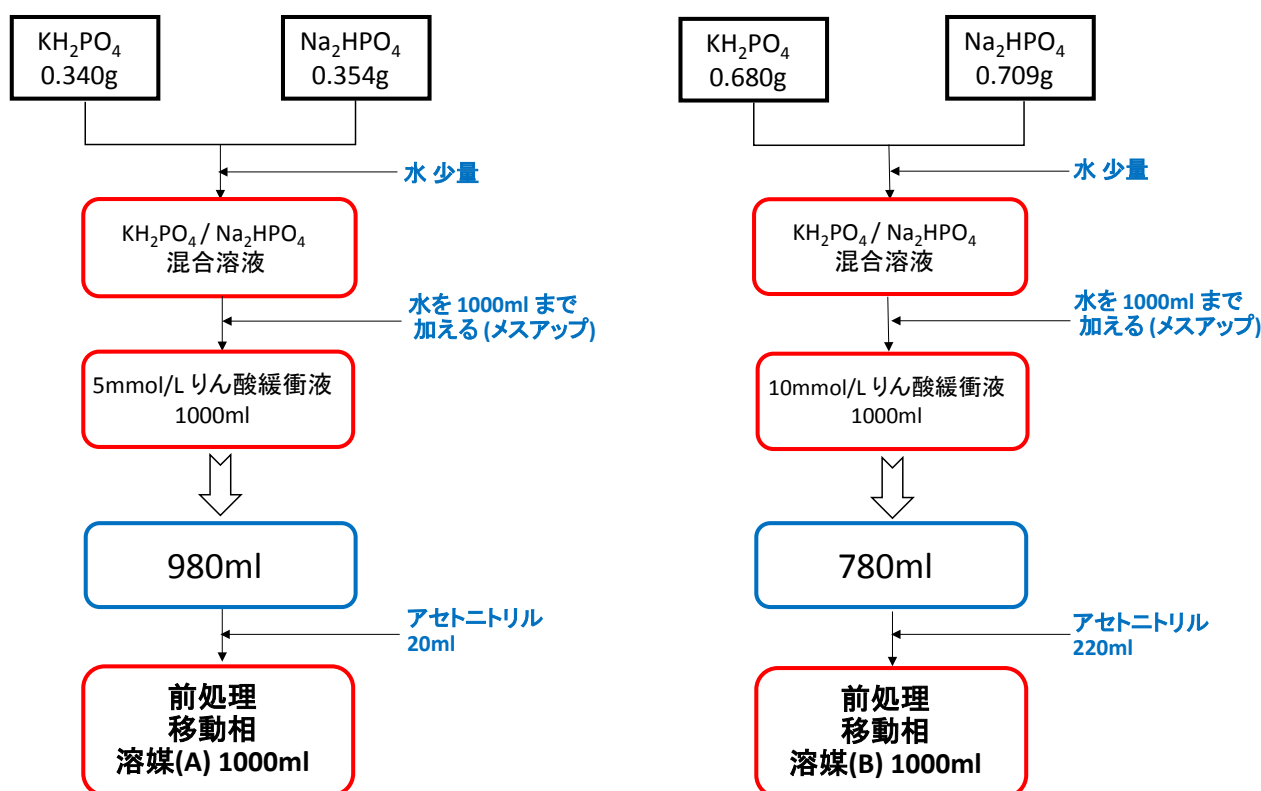 KH₂PO₄
0.340g
Na₂HPO₄
0.354g
水 少量
KH₂PO₄ / Na₂HPO₄
混合溶液
水を 1000ml まで
加える (メスアップ)
5mmol/L りん酸緩衝液
1000ml
980ml
アセトニトリル
20ml
前処理
移動相
溶媒(A) 1000ml
KH₂PO₄
0.680g
Na₂HPO₄
0.709g
水 少量
KH₂PO₄ / Na₂HPO₄
混合溶液
水を 1000ml まで
加える (メスアップ)
10mmol/L りん酸緩衝液
1000ml
780ml
アセトニトリル
220ml
前処理
移動相
溶媒(B) 1000ml